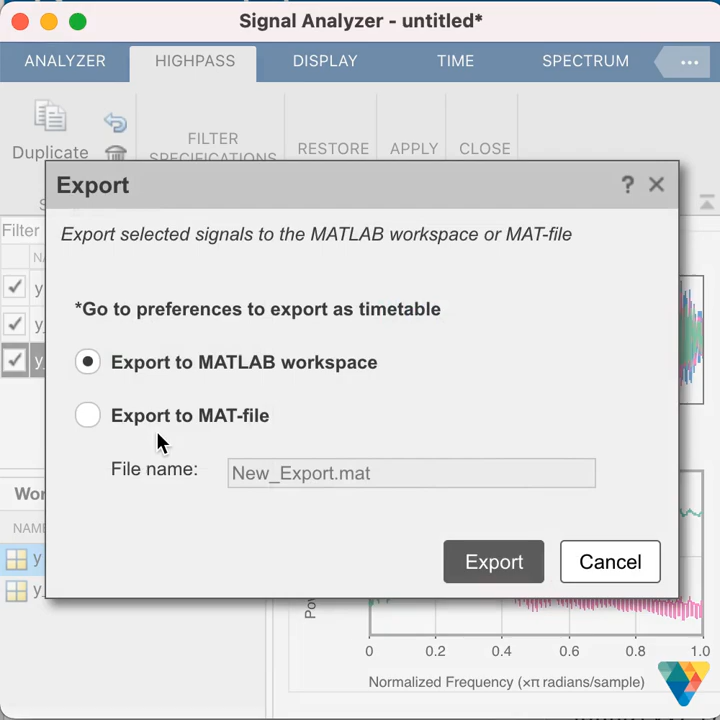 Signal Analyzer - untitled*
ANALYZER HIGHPASS DISPLAY TIME SPECTRUM ...
Duplicate FILTER SPECIFICATIONS RESTORE APPLY CLOSE
Export ? ×
Filter
Export selected signals to the MATLAB workspace or MAT-file
*Go to preferences to export as timetable
Export to MATLAB workspace
Export to MAT-file
File name: New_Export.mat
Export Cancel
NAME
y
y_
0 0.2 0.4 0.6 0.8 1.0
Normalized Frequency (×π radians/sample)